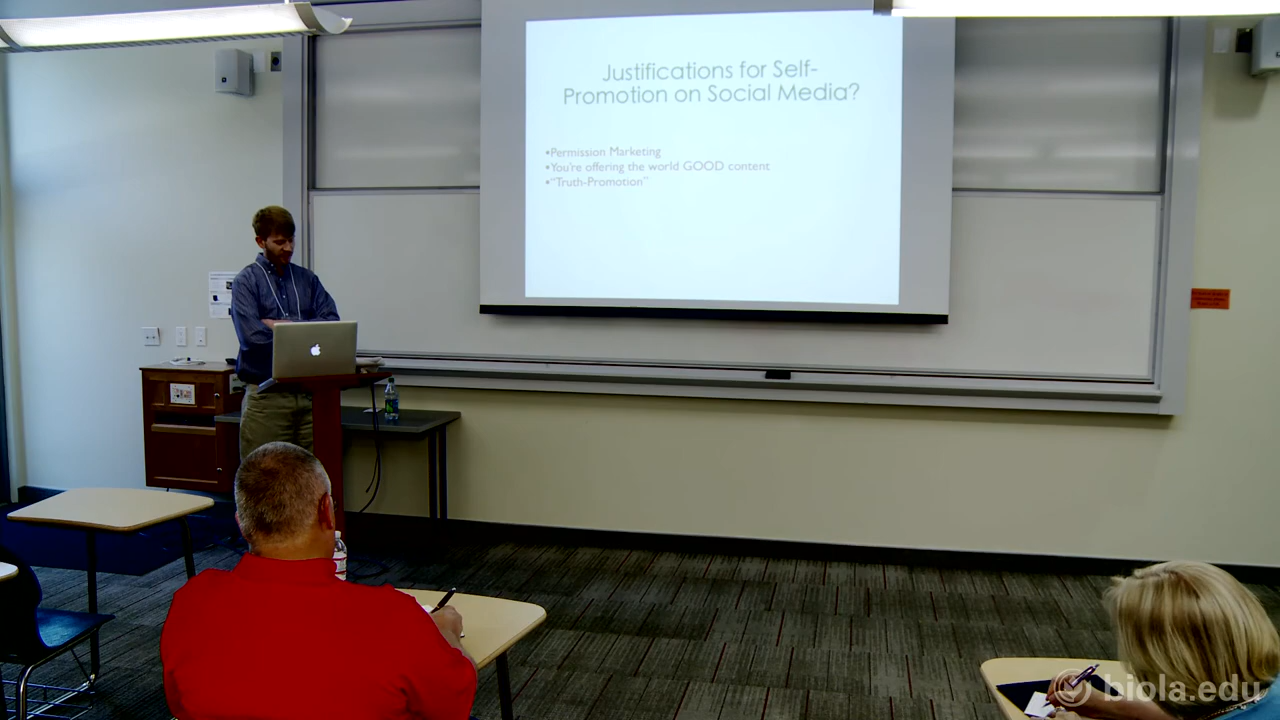 Justifications for Self-
Promotion on Social Media?
•Permission Marketing
•You're offering the world GOOD content
•"Truth-Promotion"
biola.edu